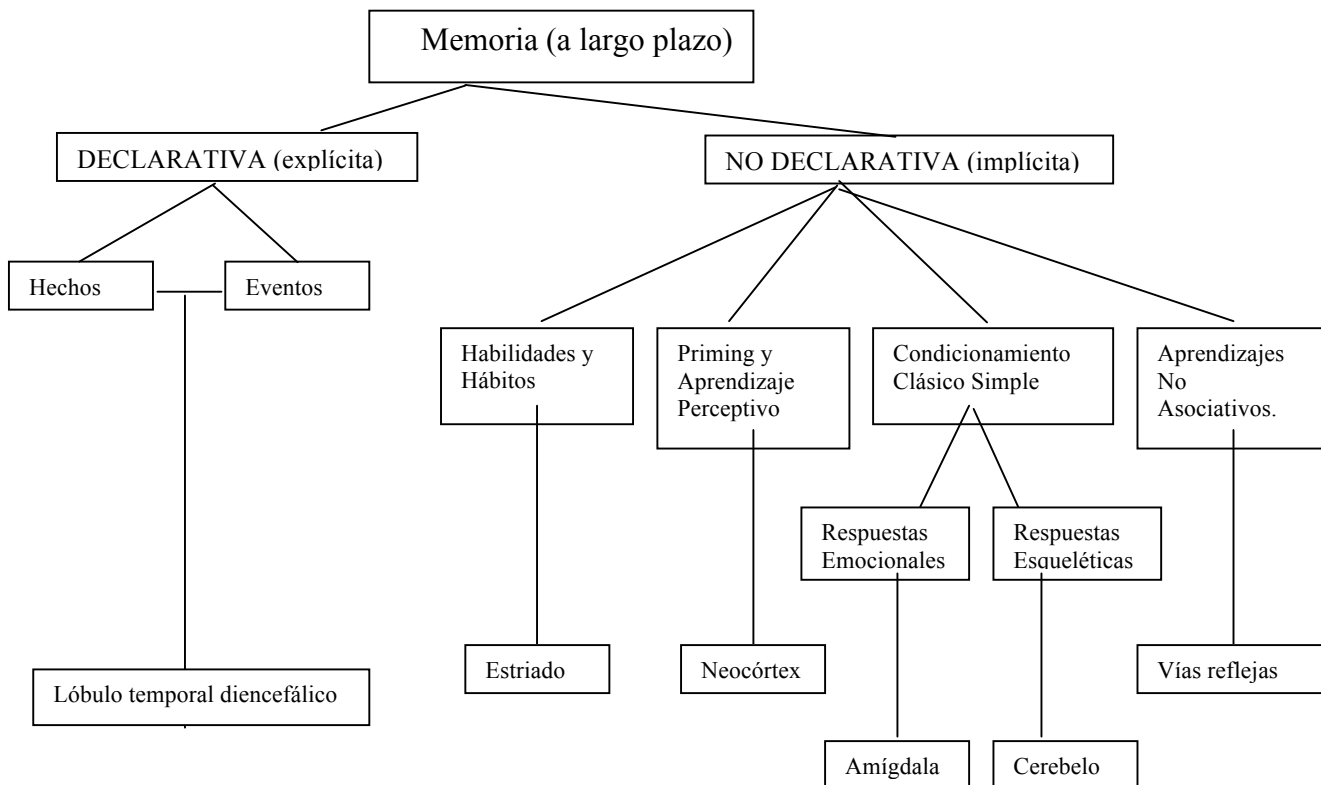 Memoria (a largo plazo)
DECLARATIVA (explícita)
NO DECLARATIVA (implícita)
Hechos
Eventos
Habilidades y
Hábitos
Priming y
Aprendizaje
Perceptivo
Condicionamiento
Clásico Simple
Aprendizajes
No
Asociativos.
Respuestas
Emocionales
Respuestas
Esqueléticas
Estriado
Neocórtex
Vías reflejas
Lóbulo temporal diencefálico
Amígdala
Cerebelo